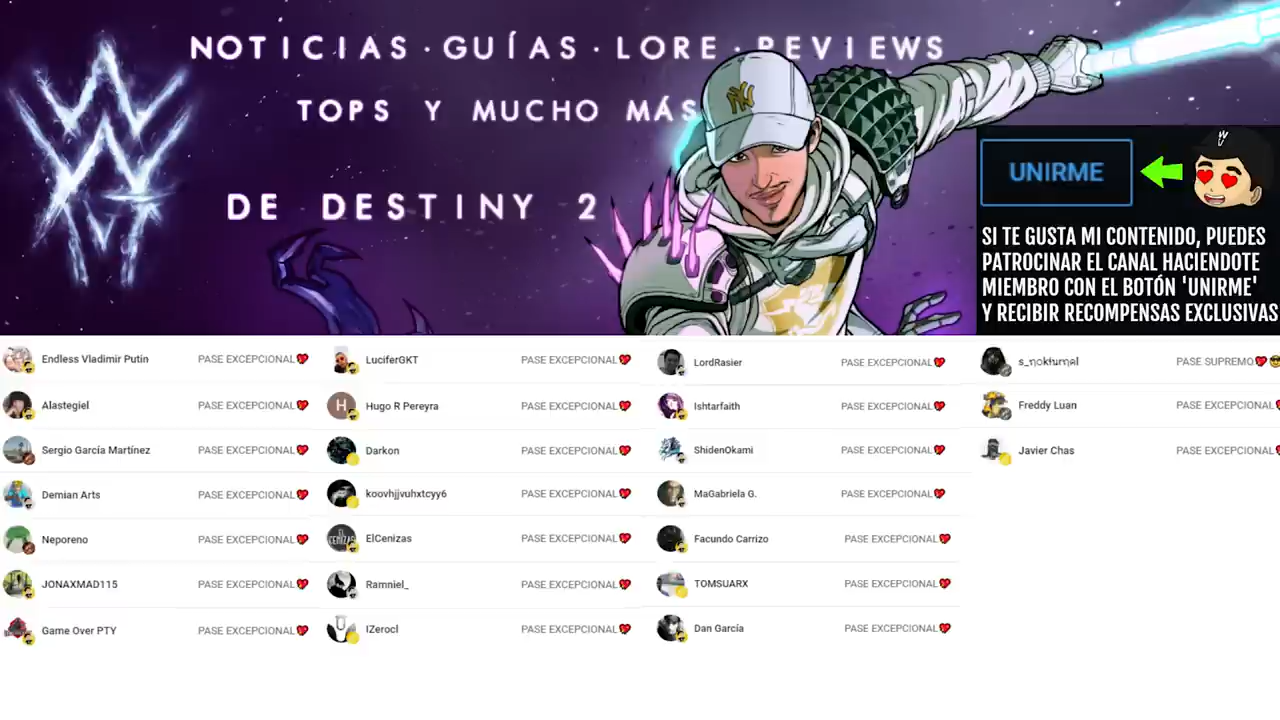 NOTICIAS · GUÍAS · LORE · REVIEWS
TOPS Y MUCHO MÁS
DE DESTINY 2
UNIRME
SI TE GUSTA MI CONTENIDO, PUEDES
PATROCINAR EL CANAL HACIENDOTE
MIEMBRO CON EL BOTÓN 'UNIRME'
Y RECIBIR RECOMPENSAS EXCLUSIVAS
Endless Vladimir Putin PASE EXCEPCIONAL
Alastegiel PASE EXCEPCIONAL
Sergio García Martínez PASE EXCEPCIONAL
Demian Arts PASE EXCEPCIONAL
Neporeno PASE EXCEPCIONAL
JONAXMAD115 PASE EXCEPCIONAL
Game Over PTY PASE EXCEPCIONAL
LuciferGKT PASE EXCEPCIONAL
H Hugo R Pereyra PASE EXCEPCIONAL
Darkon PASE EXCEPCIONAL
koovhjjvuhxtcyy6 PASE EXCEPCIONAL
ElCenizas PASE EXCEPCIONAL
Ramniel_ PASE EXCEPCIONAL
IZerocl PASE EXCEPCIONAL
LordRasier PASE EXCEPCIONAL
Ishtarfaith PASE EXCEPCIONAL
ShidenOkami PASE EXCEPCIONAL
MaGabriela G. PASE EXCEPCIONAL
Facundo Carrizo PASE EXCEPCIONAL
TOMSUARX PASE EXCEPCIONAL
Dan García PASE EXCEPCIONAL
PASE SUPREMO
Freddy Luan PASE EXCEPCIONAL
Javier Chas PASE EXCEPCIONAL